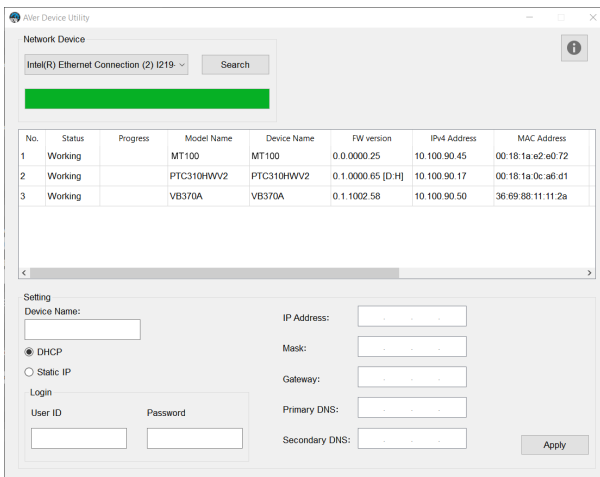 AVer Device Utility
Network Device
Intel(R) Ethernet Connection (2) I219-
Search
No. Status Progress Model Name Device Name FW version IPv4 Address MAC Address
1 Working MT100 MT100 0.0.0000.25 10.100.90.45 00:18:1a:e2:e0:72
2 Working PTC310HWV2 PTC310HWV2 0.1.0000.65 [D:H] 10.100.90.17 00:18:1a:0c:a6:d1
3 Working VB370A VB370A 0.1.1002.58 10.100.90.50 36:69:88:11:11:2a
Setting
Device Name:
DHCP
Static IP
Login
User ID Password
IP Address:
Mask:
Gateway:
Primary DNS:
Secondary DNS:
Apply